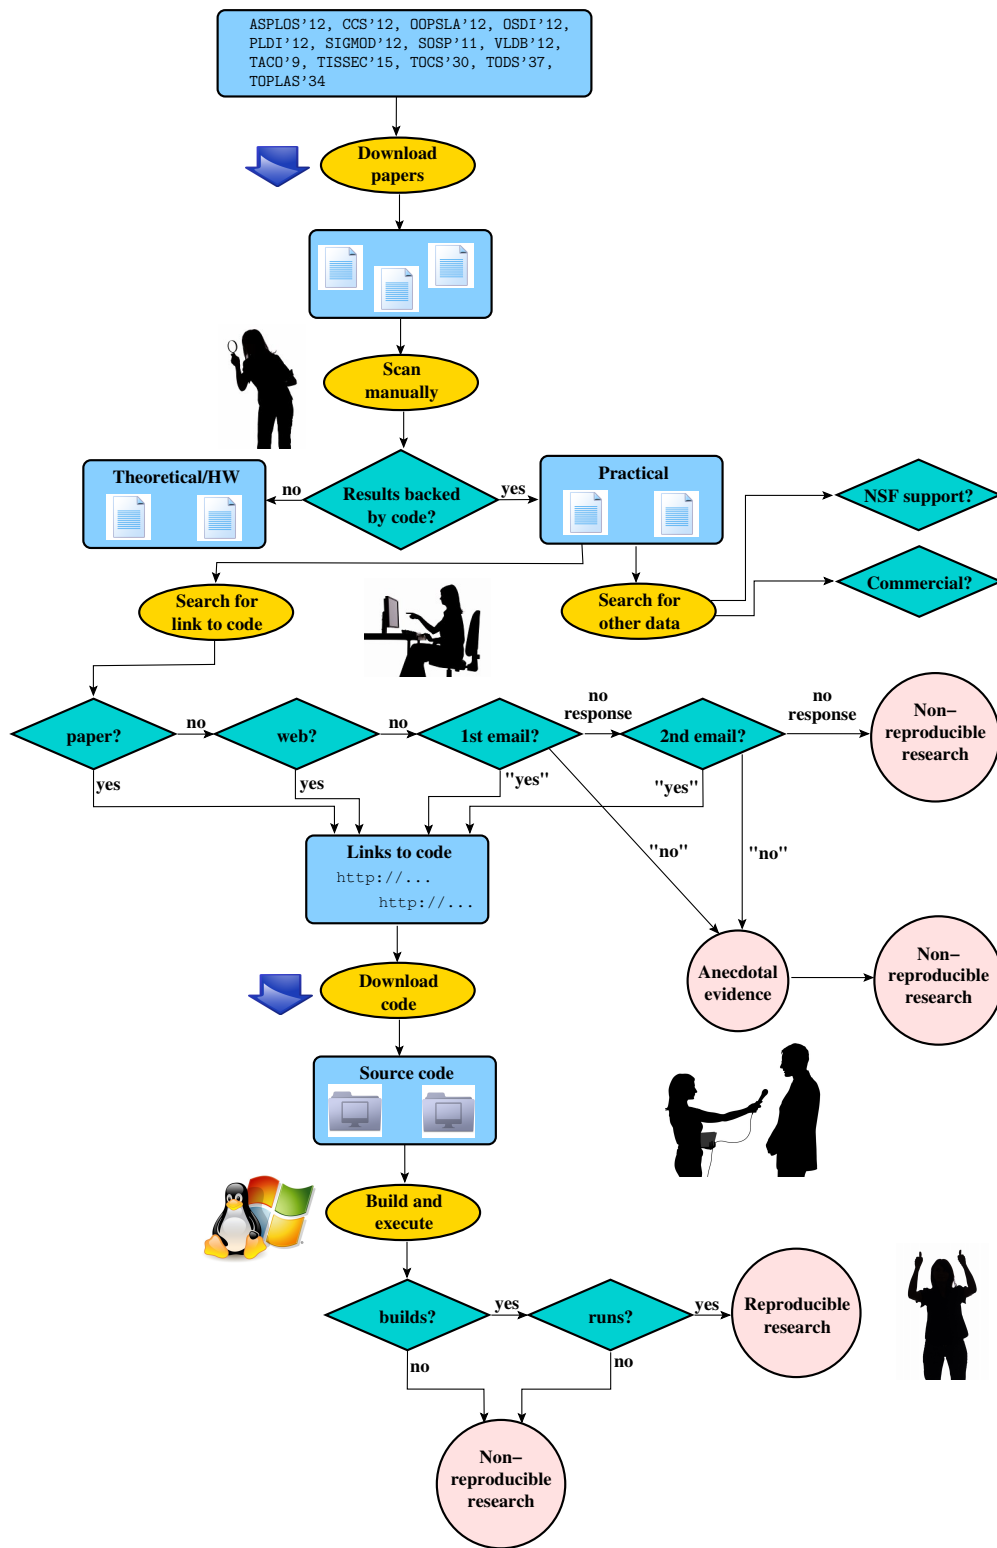 ASPLOS'12, CCS'12, OOPSLA'12, OSDI'12,
PLDI'12, SIGMOD'12, SOSP'11, VLDB'12,
TACO'9, TISSEC'15, TOCS'30, TODS'37,
TOPLAS'34
Download
papers
Scan
manually
Theoretical/HW
no
Results backed
by code?
yes
Practical
NSF support?
Commercial?
Search for
link to code
Search for
other data
paper?
no
web?
no
1st email?
no
response
2nd email?
no
response
Non-
reproducible
research
yes
yes
"yes"
"yes"
Links to code
http://...
http://...
"no"
"no"
Download
code
Anecdotal
evidence
Non-
reproducible
research
Source code
Build and
execute
builds?
yes
runs?
yes
Reproducible
research
no
no
Non-
reproducible
research